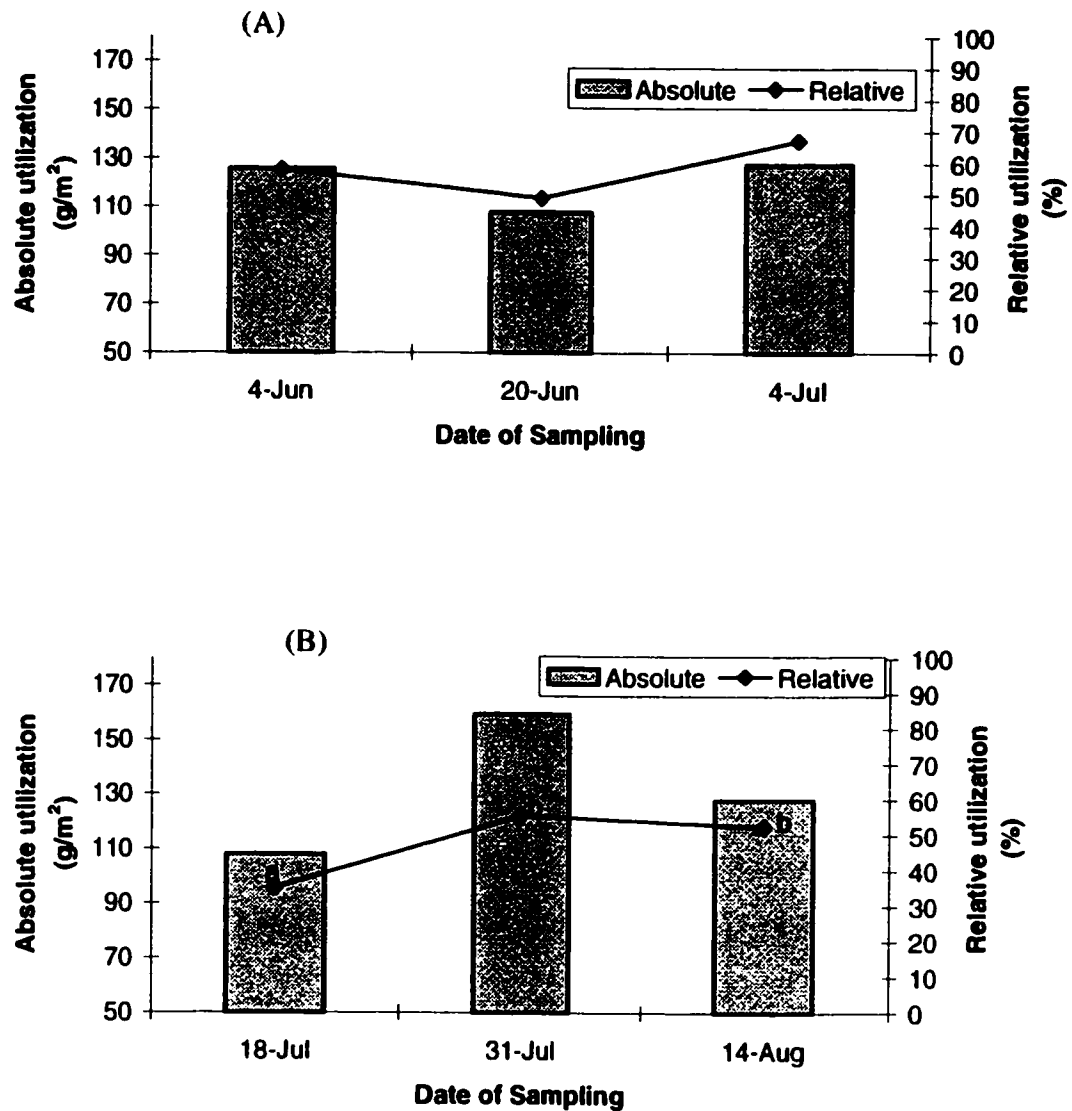 (A)
170
150
130
110
90
70
50
Absolute utilization
(g/m²)
Absolute Relative
100
90
80
70
60
50
40
30
20
10
0
Relative utilization
(%)
4-Jun 20-Jun 4-Jul
Date of Sampling
(B)
170
150
130
110
90
70
50
Absolute utilization
(g/m²)
Absolute Relative
100
90
80
70
60
50
40
30
20
10
0
Relative utilization
(%)
b
18-Jul 31-Jul 14-Aug
Date of Sampling